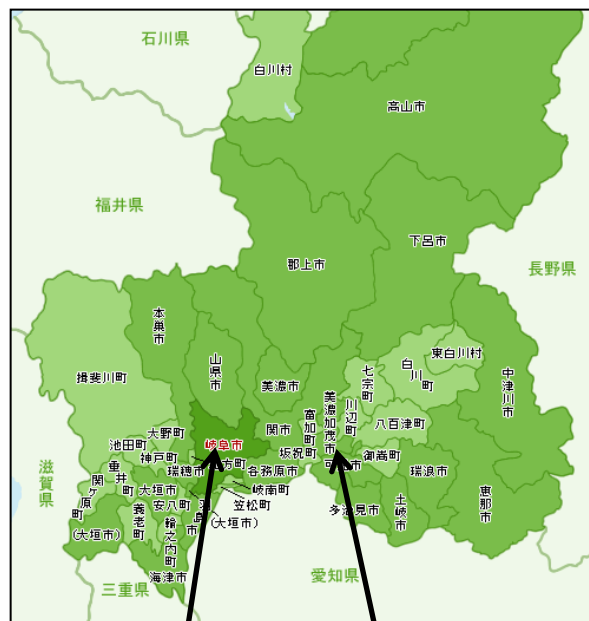 石川県
白川村
高山市
福井県
下呂市
郡上市
長野県
本巣市
山県市
揖斐川町
美濃市
七宗町
白川町
東白川村
中津川市
美濃加茂市
川辺町
富加町
関市
八百津町
大野町
岐阜市
坂祝町
池田町
神戸町
瑞穂市
各務原市
御嵩町
瑞浪市
恵那市
滋賀県
関ヶ原町
垂井町
大垣市
安八町
岐南町
笠松町
(大垣市)
多治見市
土岐市
養老町
輪之内町
(大垣市)
海津市
三重県
愛知県